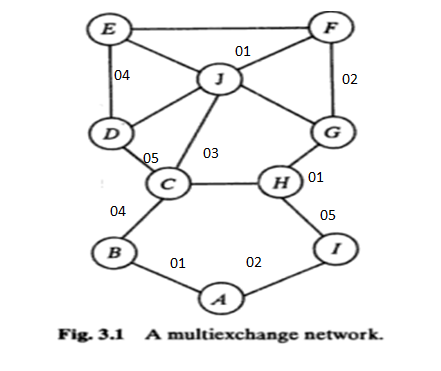 E
F
01
J
04
02
D
G
05
03
C
H
01
04
05
B
I
01
02
A
Fig. 3.1 A multiexchange network.